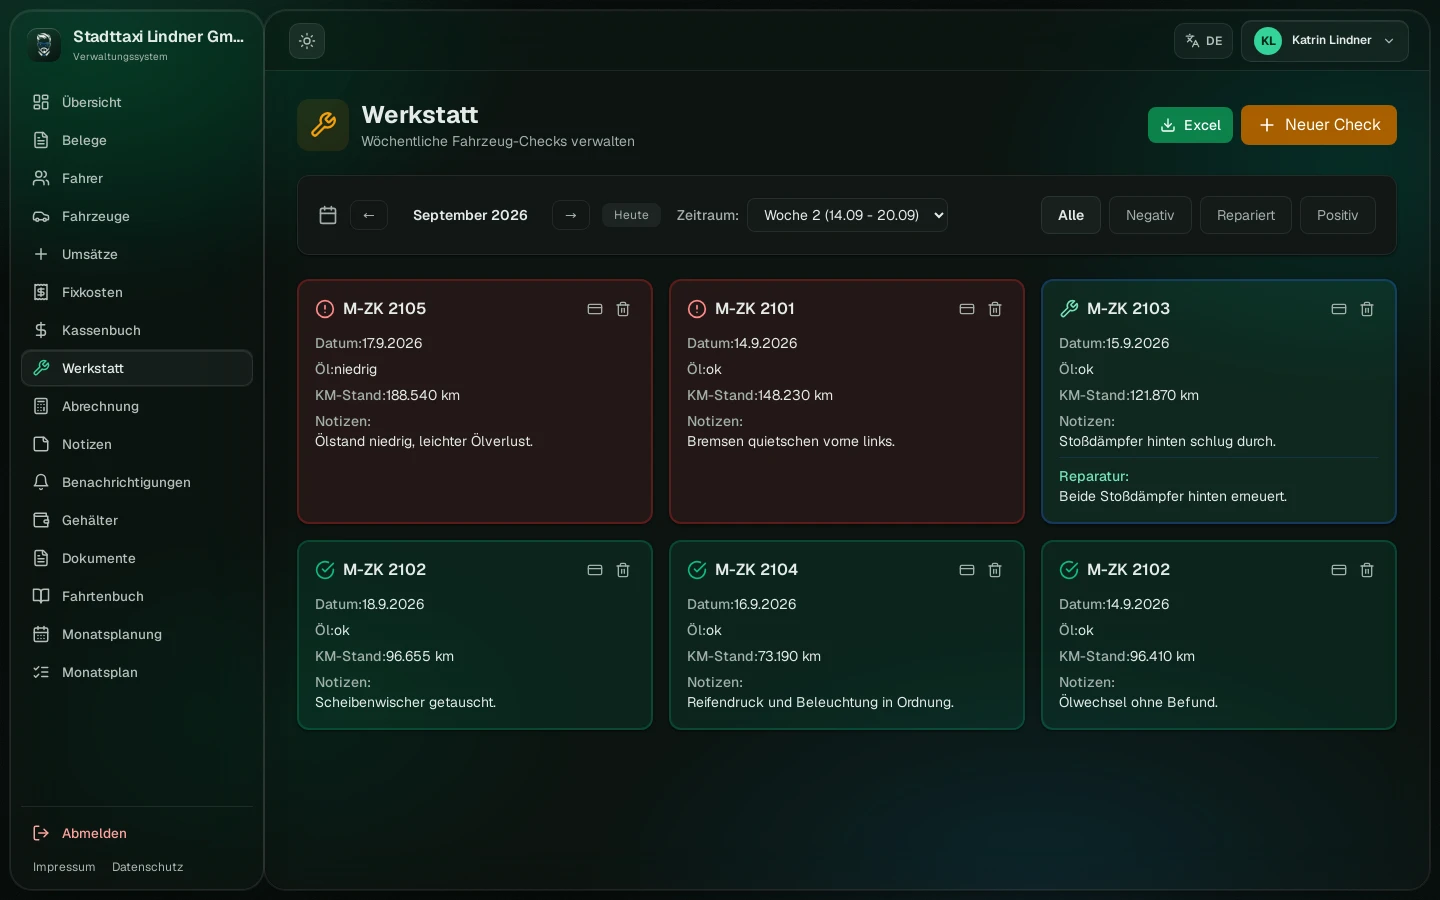 Stadttaxi Lindner Gm...
Verwaltungssystem
Übersicht
Belege
Fahrer
Fahrzeuge
Umsätze
Fixkosten
Kassenbuch
Werkstatt
Abrechnung
Notizen
Benachrichtigungen
Gehälter
Dokumente
Fahrtenbuch
Monatsplanung
Monatsplan
Abmelden
Impressum Datenschutz
DE
KL Katrin Lindner
Werkstatt
Wöchentliche Fahrzeug-Checks verwalten
Excel
+ Neuer Check
← September 2026 → Heute Zeitraum: Woche 2 (14.09 - 20.09)
Alle Negativ Repariert Positiv
M-ZK 2105
Datum:17.9.2026
Öl:niedrig
KM-Stand:188.540 km
Notizen:
Ölstand niedrig, leichter Ölverlust.
M-ZK 2101
Datum:14.9.2026
Öl:ok
KM-Stand:148.230 km
Notizen:
Bremsen quietschen vorne links.
M-ZK 2103
Datum:15.9.2026
Öl:ok
KM-Stand:121.870 km
Notizen:
Stoßdämpfer hinten schlug durch.
Reparatur:
Beide Stoßdämpfer hinten erneuert.
M-ZK 2102
Datum:18.9.2026
Öl:ok
KM-Stand:96.655 km
Notizen:
Scheibenwischer getauscht.
M-ZK 2104
Datum:16.9.2026
Öl:ok
KM-Stand:73.190 km
Notizen:
Reifendruck und Beleuchtung in Ordnung.
M-ZK 2102
Datum:14.9.2026
Öl:ok
KM-Stand:96.410 km
Notizen:
Ölwechsel ohne Befund.